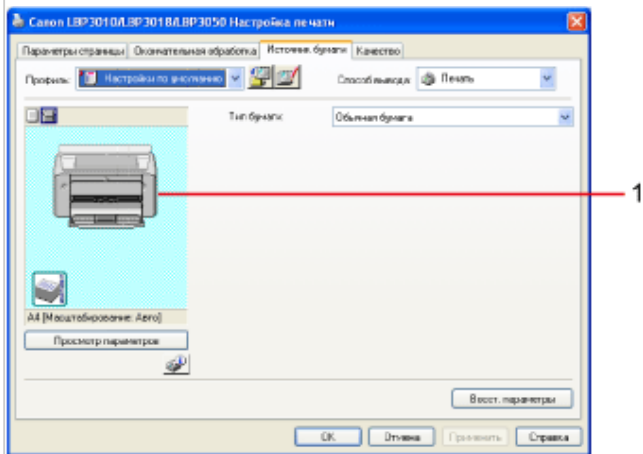 Canon LBP3010/LBP3018/LBP3050 Настройка печати
Параметры страницы Окончательная обработка Источник бумаги Качество
Профиль: Настройки по умолчанию Способ вывода: Печать
Тип бумаги: Обычная бумага
1
A4 [Масштабирование: Авто]
Просмотр параметров
Восст. параметры
OK Отмена Применить Справка